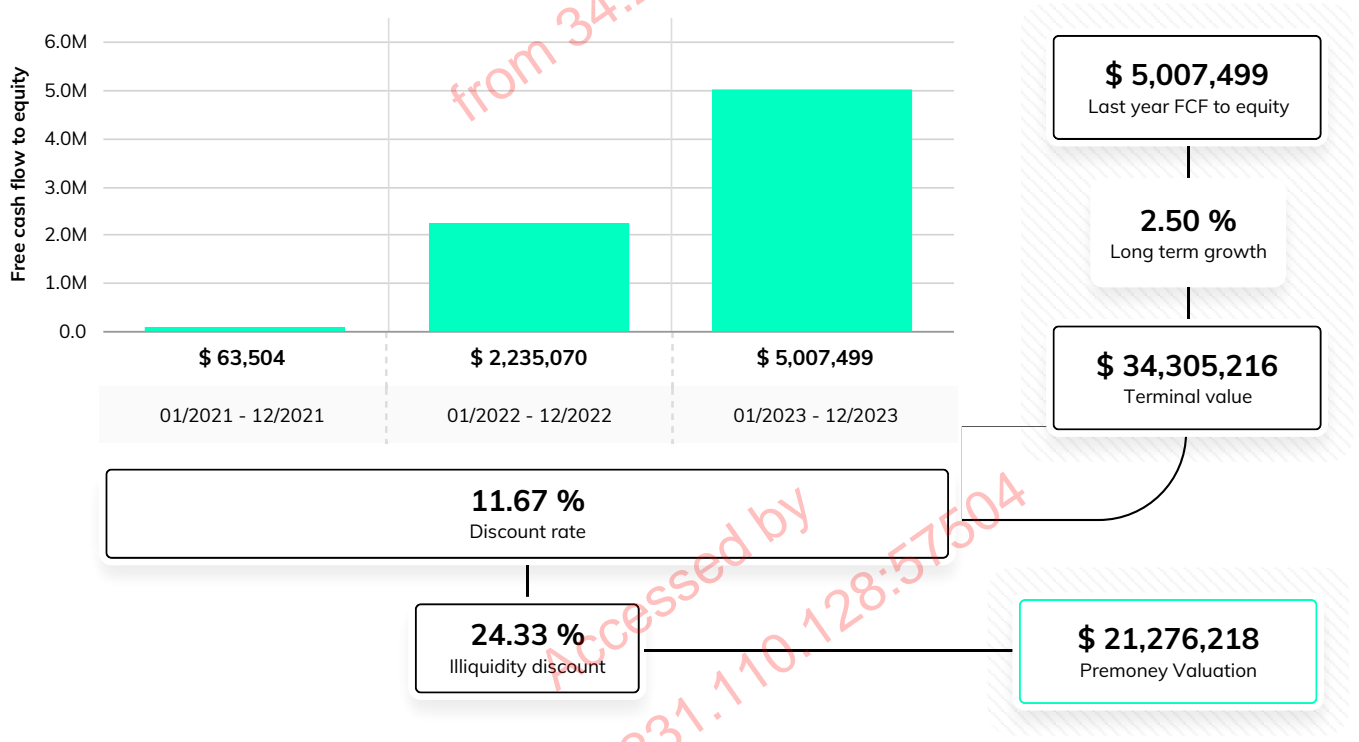 from 34.
Free cash flow to equity
6.0M
5.0M
4.0M
3.0M
2.0M
1.0M
0.0
$ 63,504
$ 2,235,070
$ 5,007,499
01/2021 - 12/2021
01/2022 - 12/2022
01/2023 - 12/2023
$ 5,007,499
Last year FCF to equity
2.50 %
Long term growth
$ 34,305,216
Terminal value
11.67 %
Discount rate
24.33 %
Illiquidity discount
$ 21,276,218
Premoney Valuation
Accessed by
231.110.128:57504